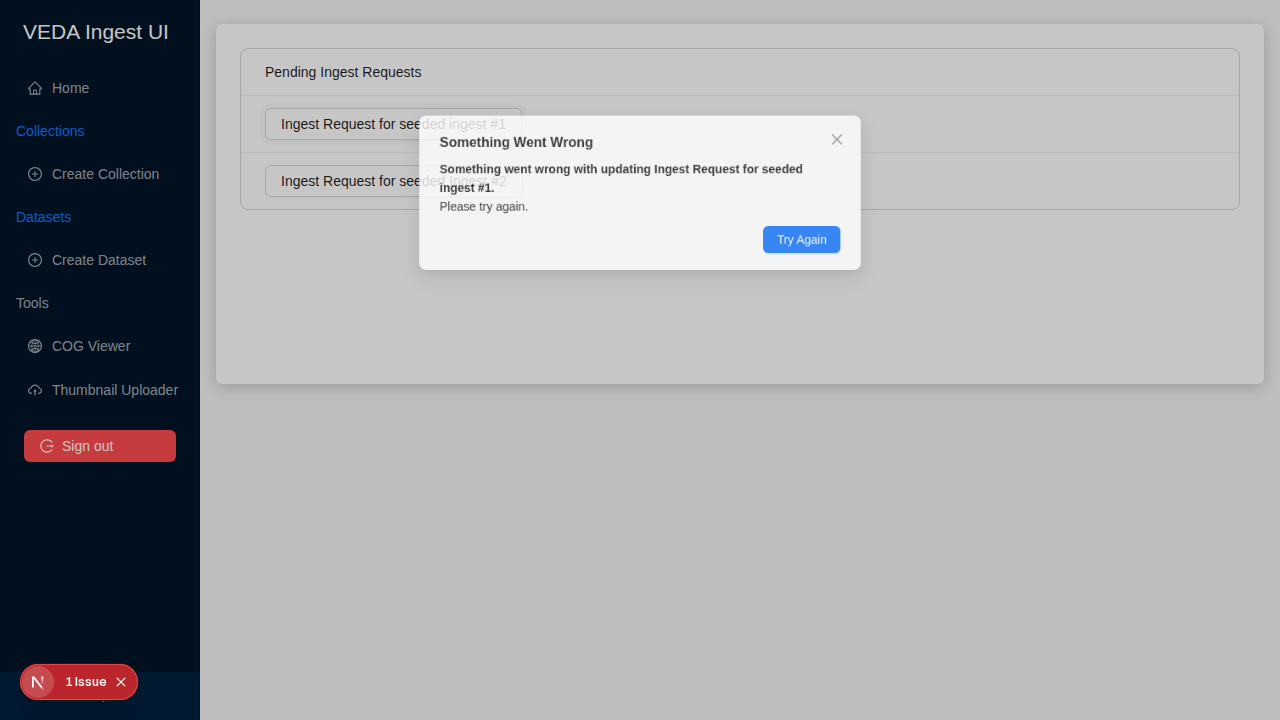 VEDA Ingest UI
Home
Collections
Create Collection
Datasets
Create Dataset
Tools
COG Viewer
Thumbnail Uploader
Sign out
1 Issue
Pending Ingest Requests
Ingest Request for seeded ingest #1
Ingest Request for seeded ingest #2
Something Went Wrong
Something went wrong with updating Ingest Request for seeded
ingest #1.
Please try again.
Try Again